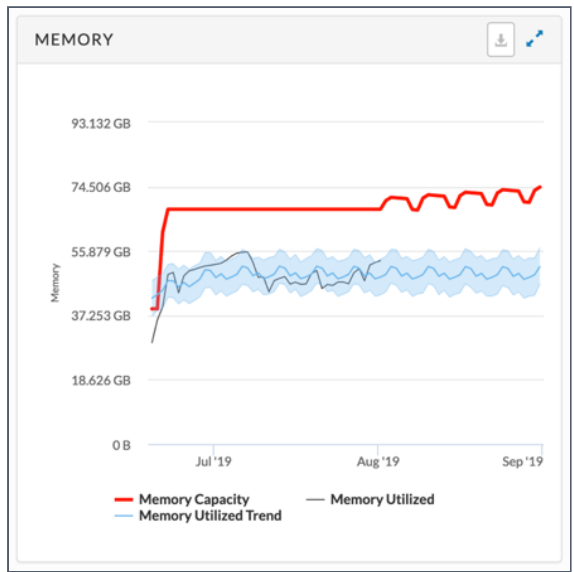 MEMORY
93.132 GB
74.506 GB
55.879 GB
37.253 GB
18.626 GB
0 B
Memory
Jul '19
Aug '19
Sep '19
Memory Capacity
Memory Utilized
Memory Utilized Trend